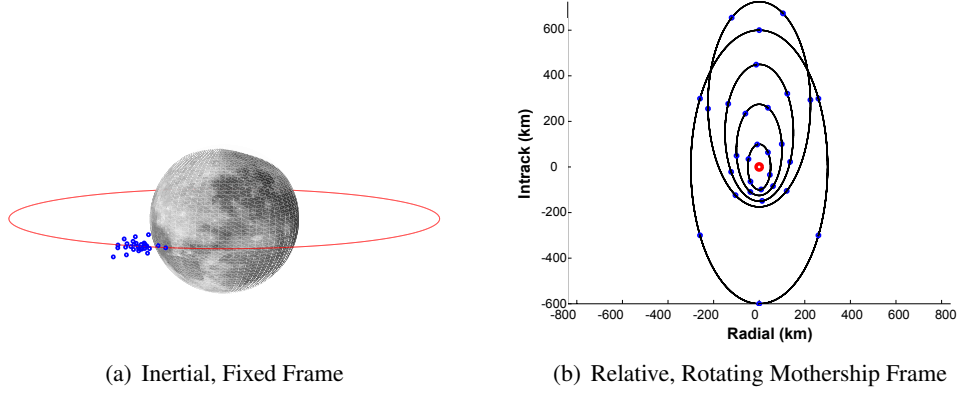 600
400
200
0
-200
-400
-600
Intrack (km)
-800 -600 -400 -200 0 200 400 600 800
Radial (km)
(a) Inertial, Fixed Frame
(b) Relative, Rotating Mothership Frame